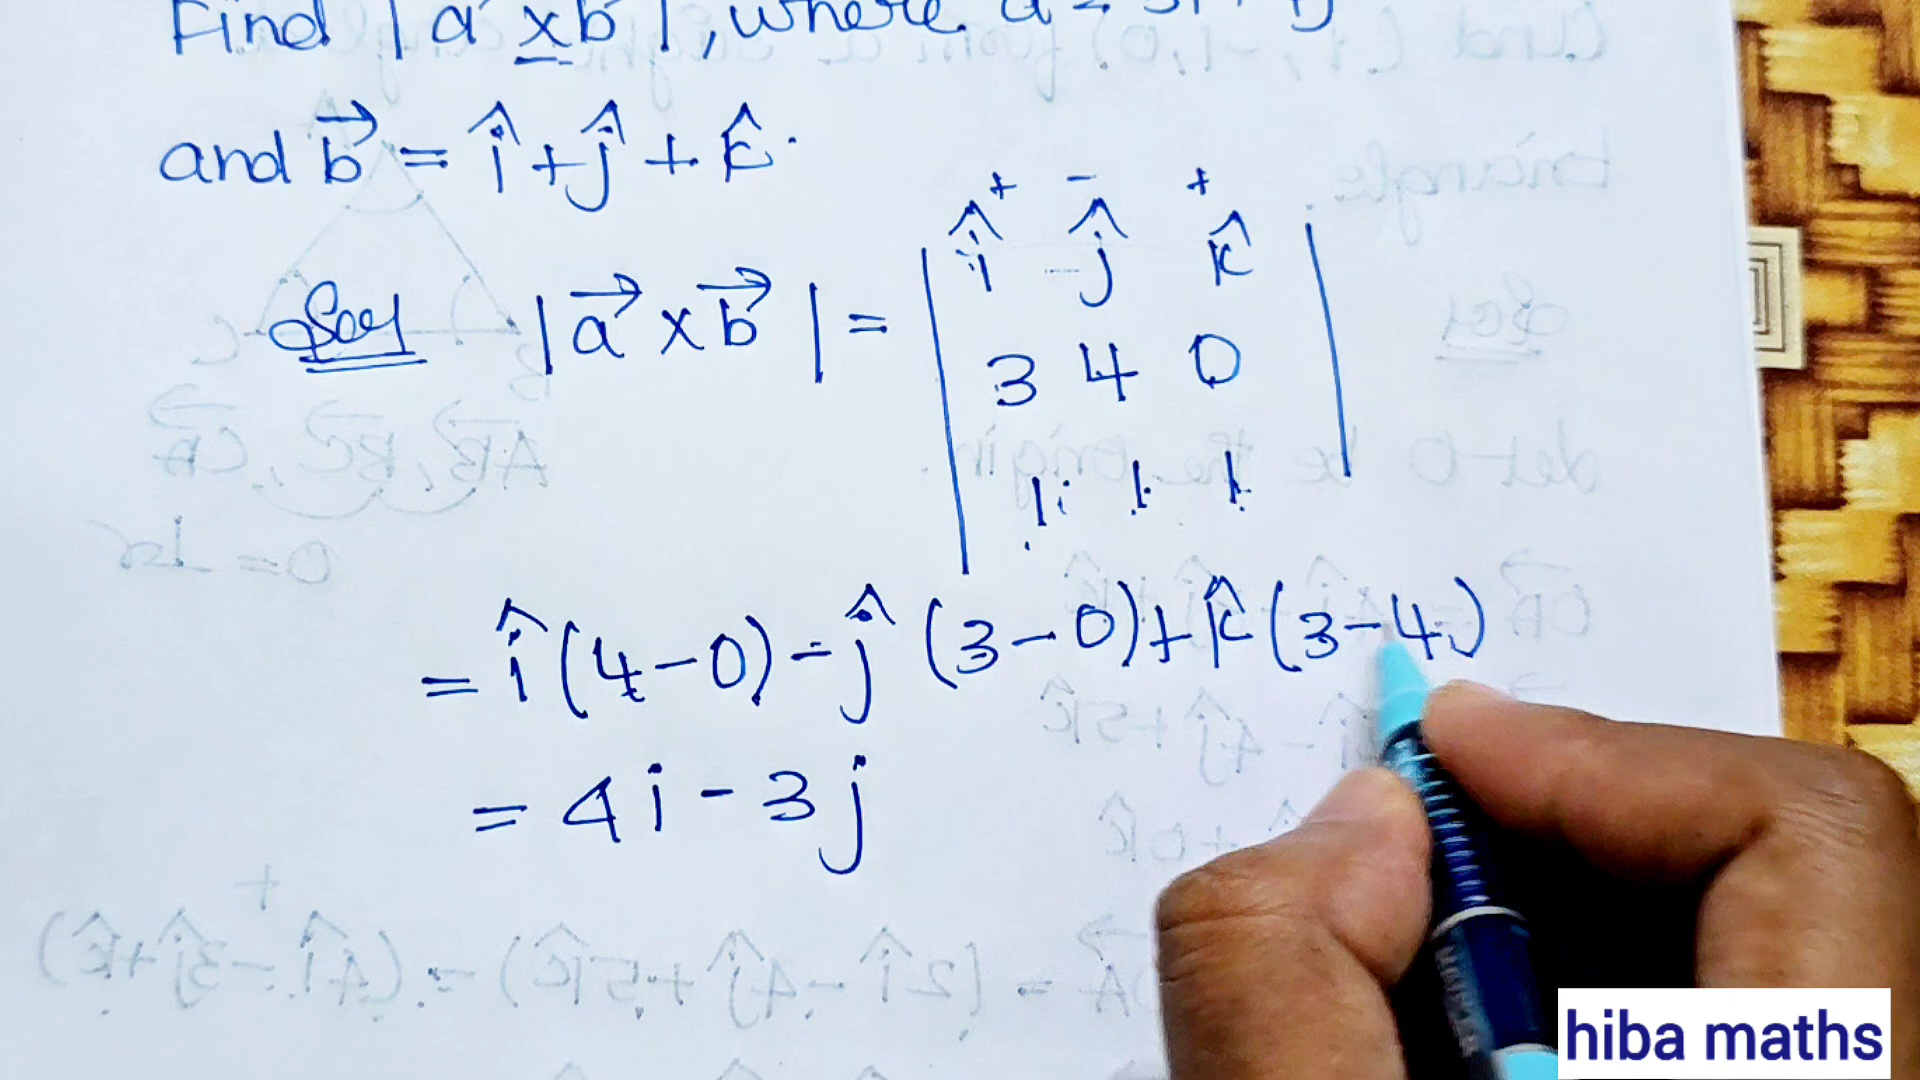 Find | a x b |, where
and b⃗ = î + ĵ + k̂.
+ - +
î ĵ k̂
Sol | a⃗ x b⃗ | =
3 4 0
1 1 1
= î (4 - 0) - ĵ (3 - 0) + k̂ (3 - 4)
= 4i - 3j
hiba maths